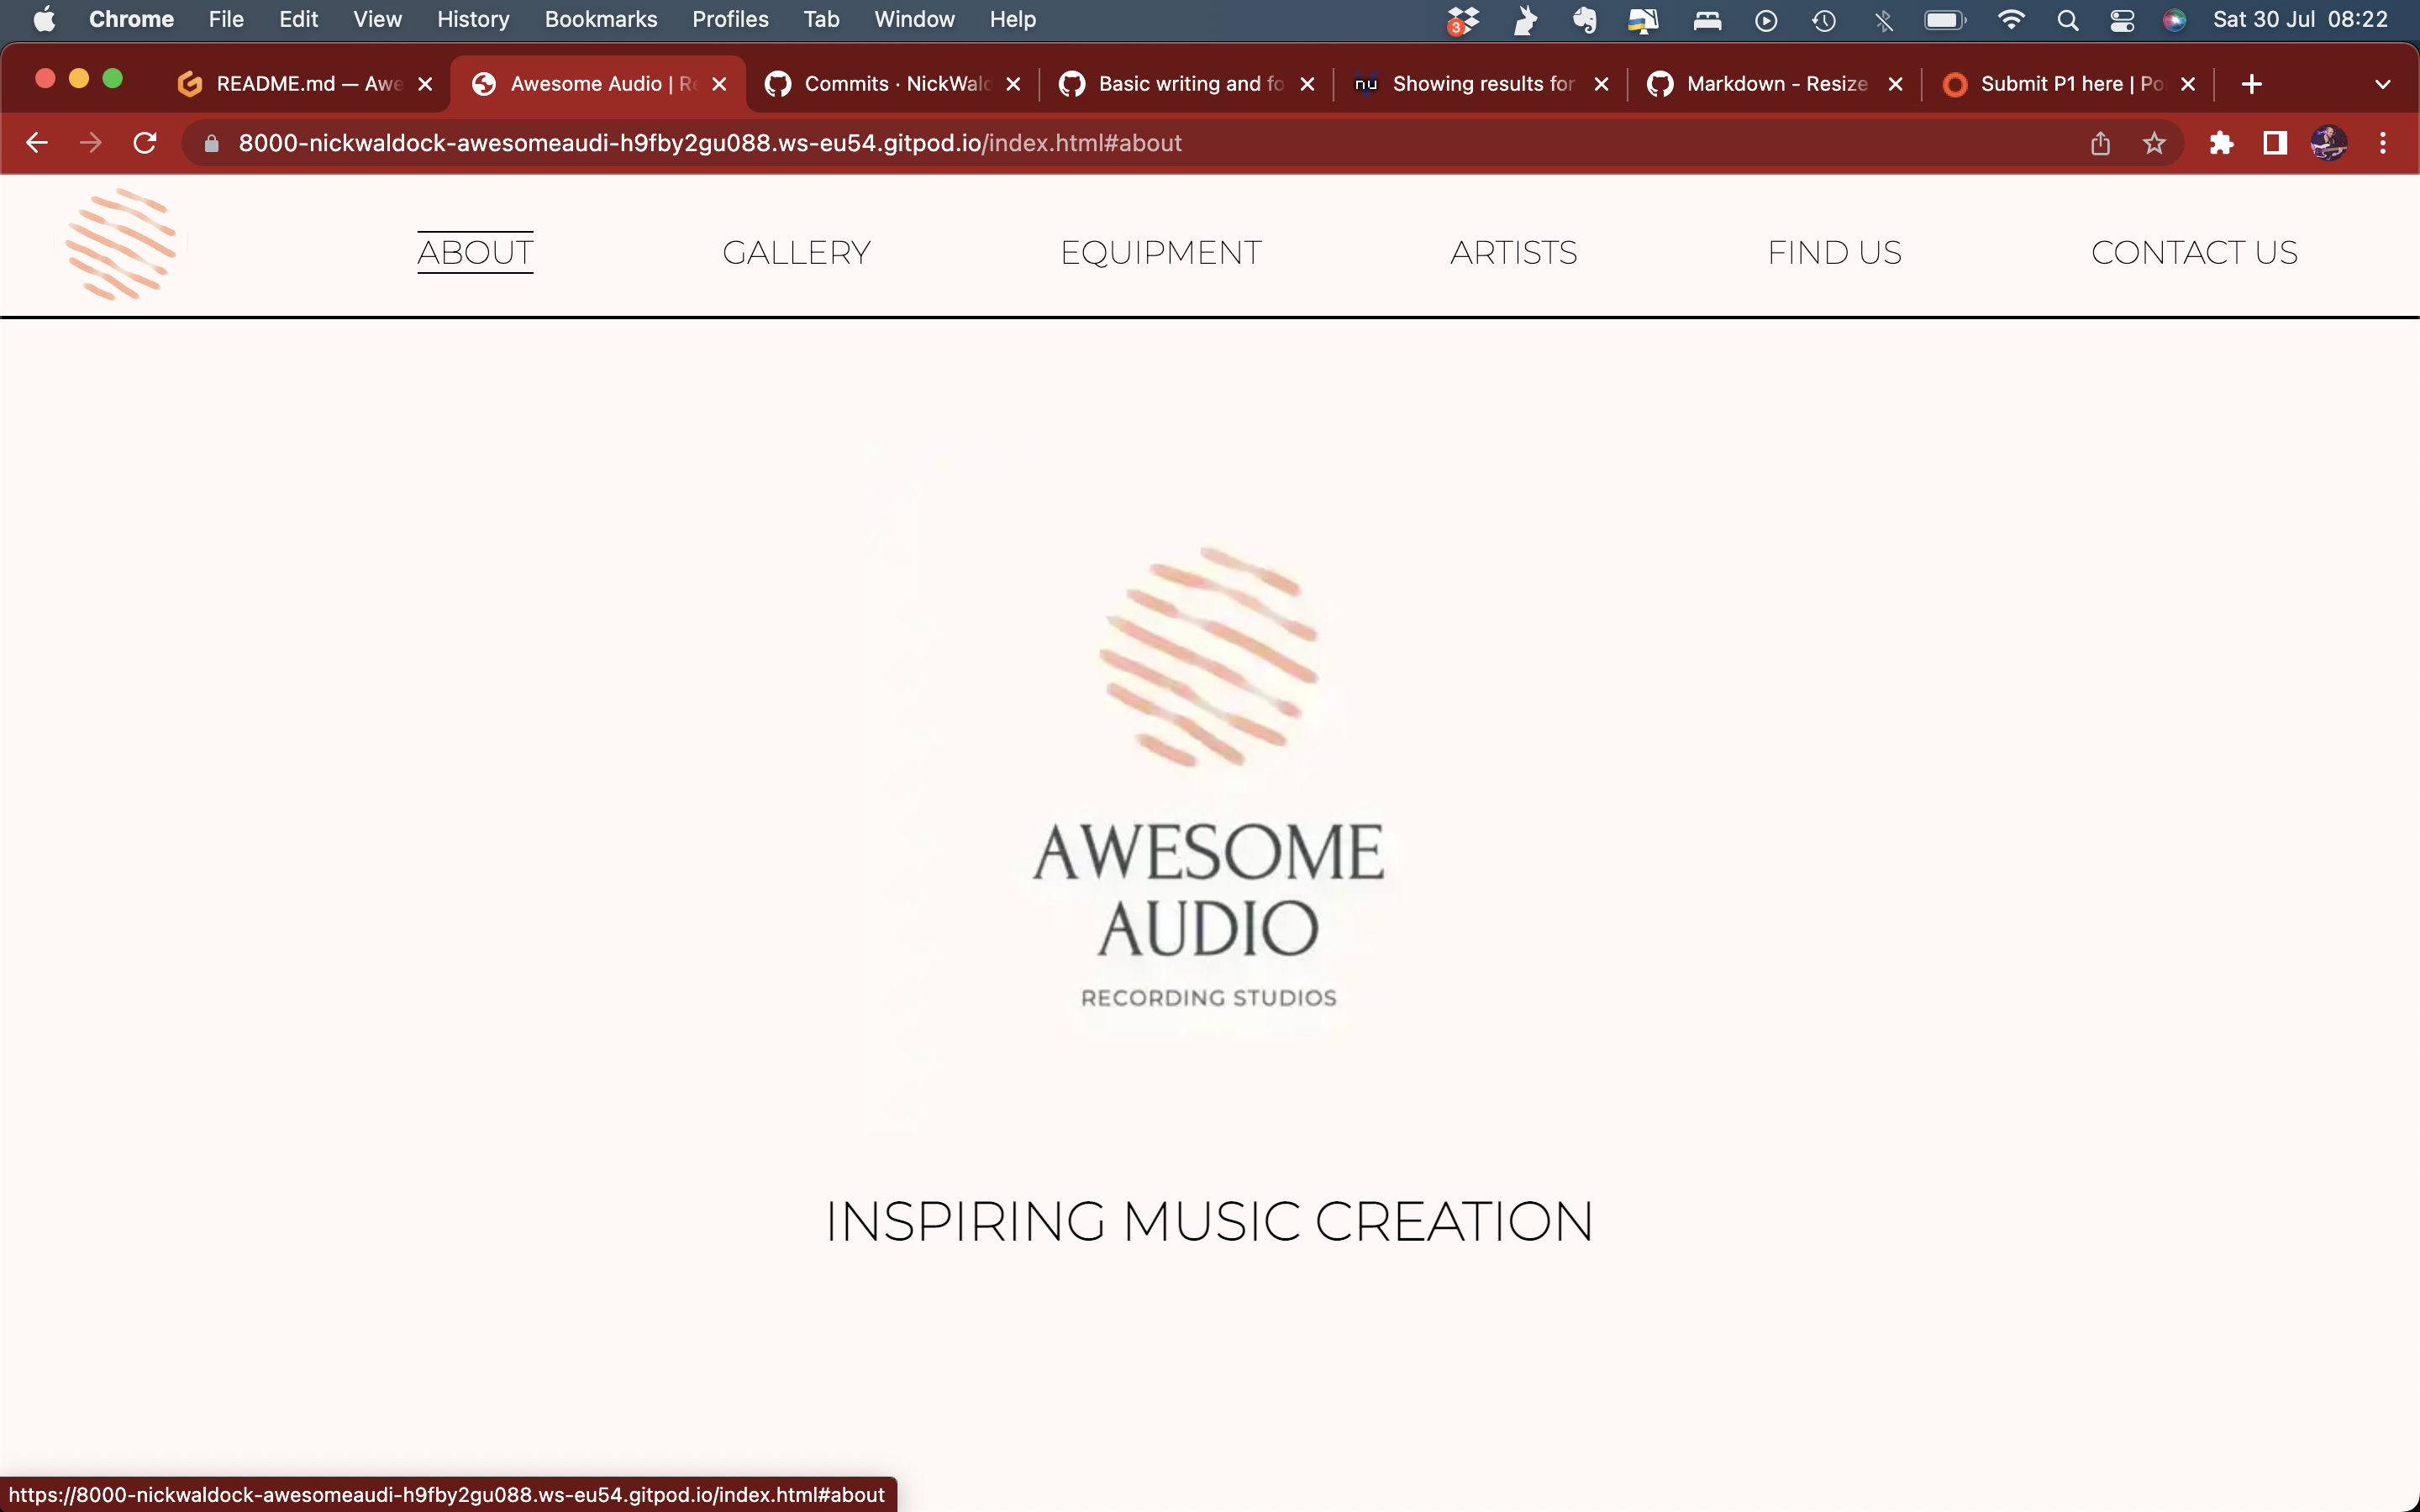 Chrome File Edit View History Bookmarks Profiles Tab Window Help 3 Sat 30 Jul 08:22
README.md — Awe Awesome Audio | Re Commits · NickWald Basic writing and fo nu Showing results for Markdown - Resize Submit P1 here | Po
8000-nickwaldock-awesomeaudi-h9fby2gu088.ws-eu54.gitpod.io/index.html#about
ABOUT GALLERY EQUIPMENT ARTISTS FIND US CONTACT US
AWESOME
AUDIO
RECORDING STUDIOS
INSPIRING MUSIC CREATION
https://8000-nickwaldock-awesomeaudi-h9fby2gu088.ws-eu54.gitpod.io/index.html#about